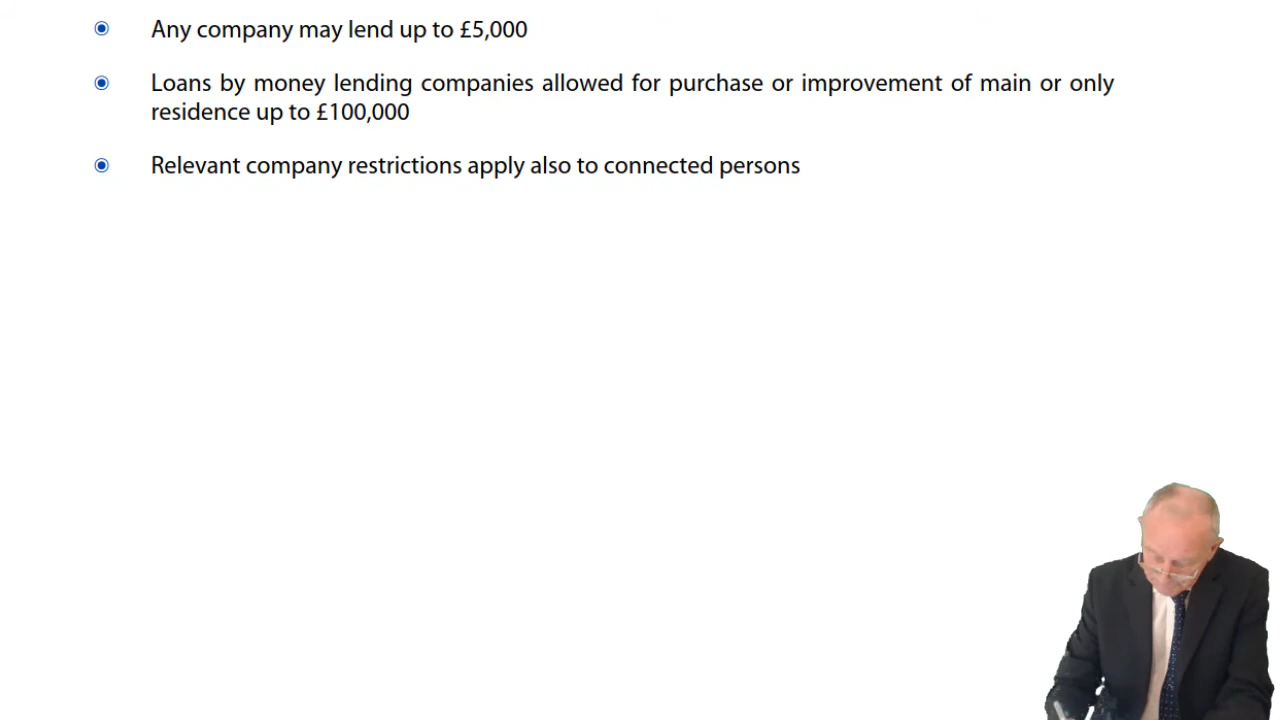 Any company may lend up to £5,000
Loans by money lending companies allowed for purchase or improvement of main or only
residence up to £100,000
Relevant company restrictions apply also to connected persons